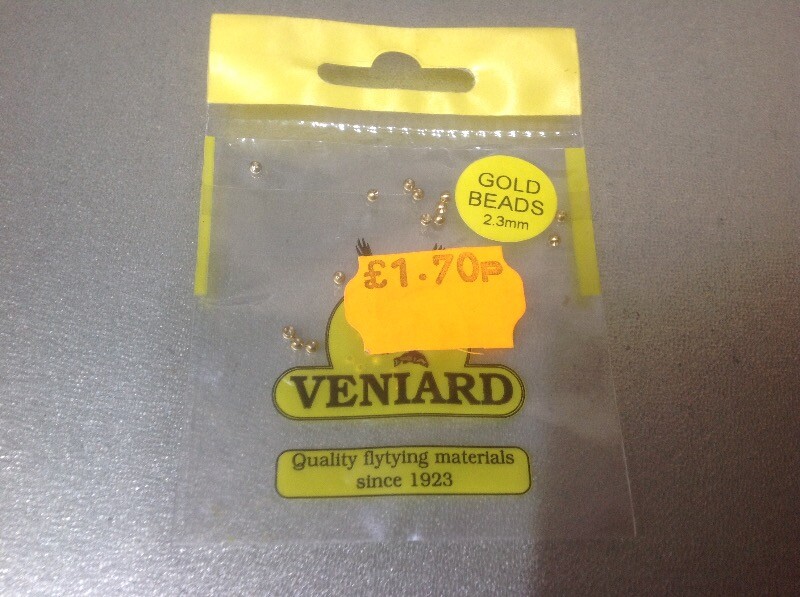 GOLD
BEADS
2.3mm
£1.70P
VENIARD
Quality flytying materials
since 1923